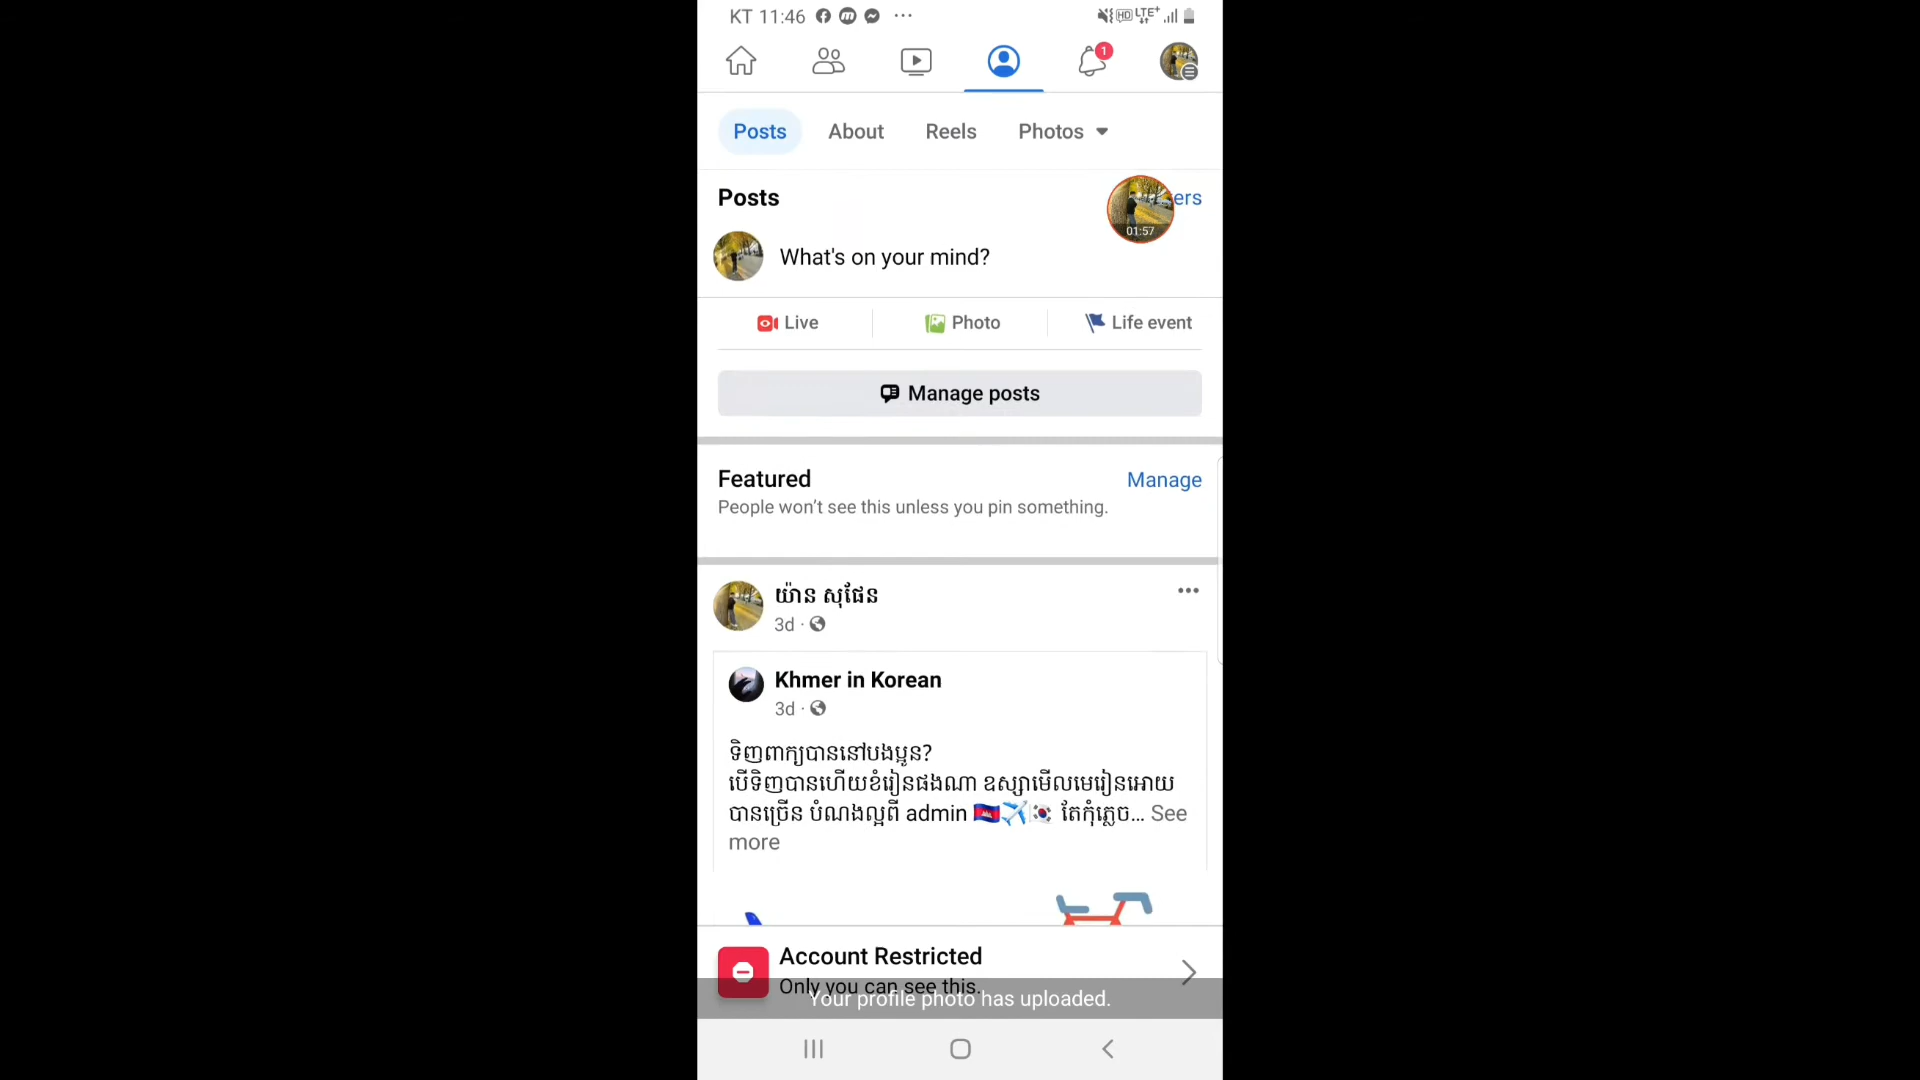 KT 11:46
HD LTE+
1
Posts
About
Reels
Photos
Posts
ers
01:57
What's on your mind?
Live
Photo
Life event
Manage posts
Featured
Manage
People won't see this unless you pin something.
យ៉ាន សុផែន
3d ·
Khmer in Korean
3d ·
ទិញពាក្យបាននៅបងប្អូន?
បើទិញបានហើយខំរៀនផងណា ឧស្សាមើលមេរៀនអោយ
បានច្រើន បំណងល្អពី admin 🇰🇭✈️🇰🇷 តែកុំភ្លេច... See
more
Account Restricted
Only you can see this.
Your profile photo has uploaded.